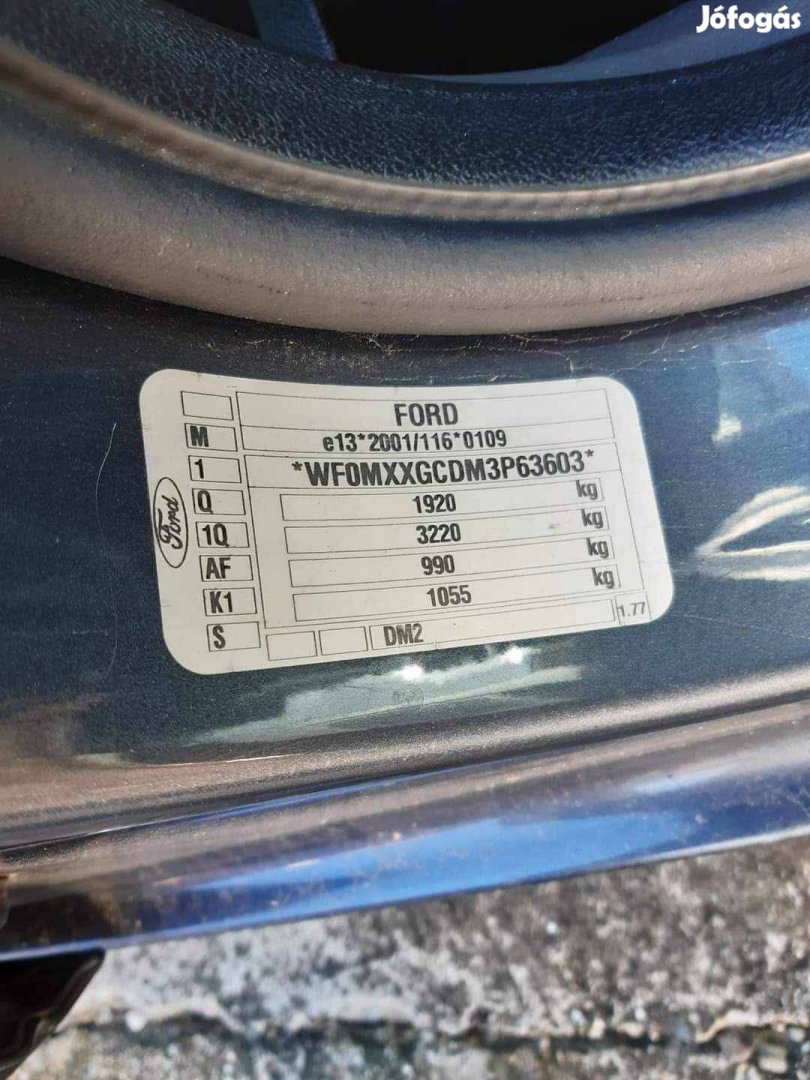 Jófogás
FORD
M e13*2001/116*0109
1 *WF0MXXGCDM3P63603*
Ford
Q 1920 kg
1Q 3220 kg
AF 990 kg
K1 1055 kg
S DM2 1.77